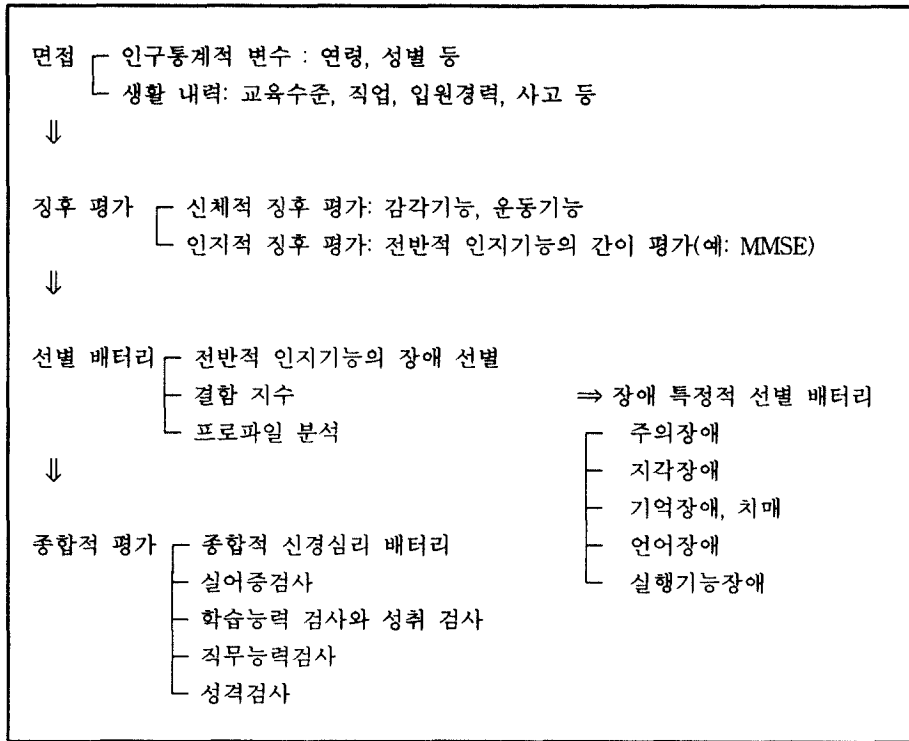 면접 인구통계적 변수 : 연령, 성별 등
생활 내력: 교육수준, 직업, 입원경력, 사고 등
⇓
징후 평가 신체적 징후 평가: 감각기능, 운동기능
인지적 징후 평가: 전반적 인지기능의 간이 평가(예: MMSE)
⇓
선별 배터리 전반적 인지기능의 장애 선별
결함 지수 ⇒ 장애 특정적 선별 배터리
프로파일 분석 주의장애
⇓ 지각장애
기억장애, 치매
종합적 평가 종합적 신경심리 배터리 언어장애
실어증검사 실행기능장애
학습능력 검사와 성취 검사
직무능력검사
성격검사